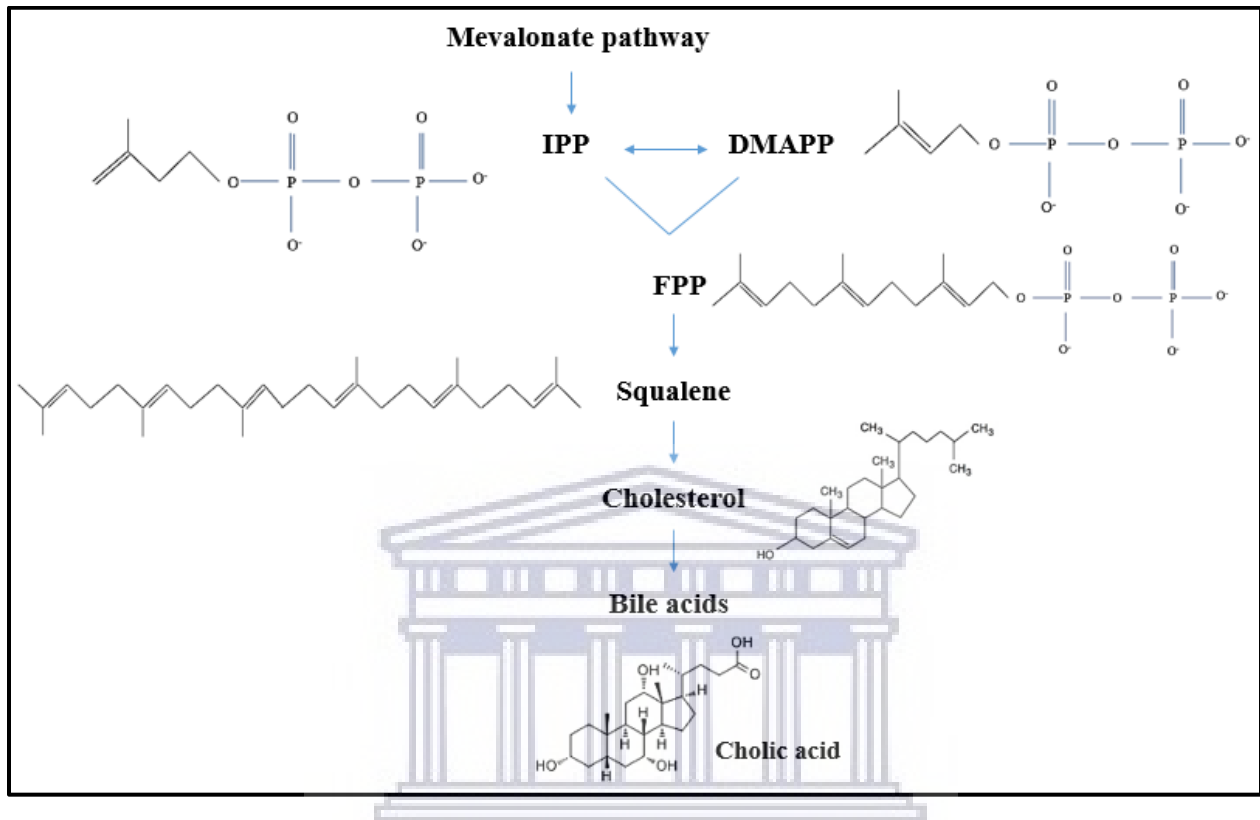 Mevalonate pathway
IPP
DMAPP
O
O
O
P
O
P
O-
O-
O-
O
O
O
P
O
P
O-
O-
O-
FPP
O
O
O
P
O
P
O-
O-
O-
Squalene
CH3
CH3
CH3
CH3
CH3
HO
Cholesterol
Bile acids
OH
O
OH
H
H
H
H
H
HO
OH
Cholic acid